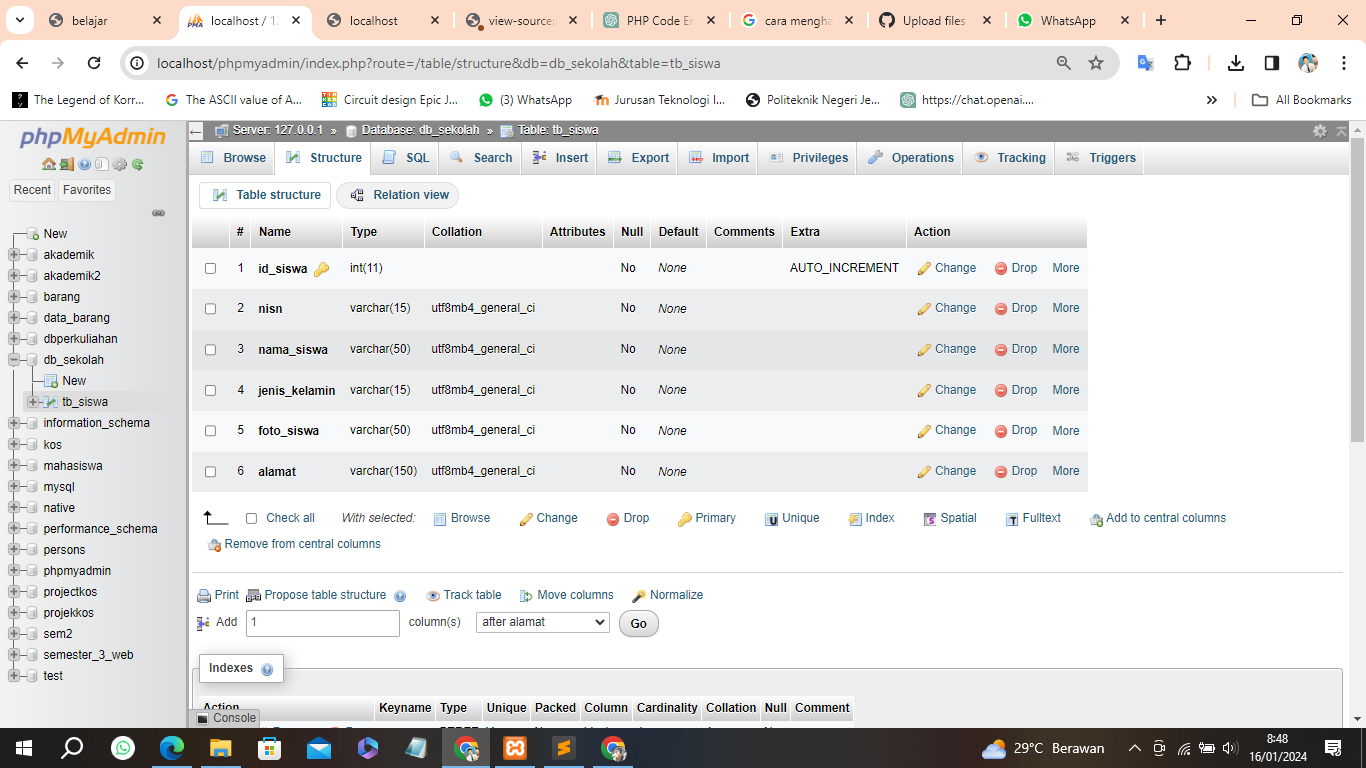 belajar
localhost / 12
localhost
view-source:
PHP Code Er
cara mengha
Upload files
WhatsApp
localhost/phpmyadmin/index.php?route=/table/structure&db=db_sekolah&table=tb_siswa
The Legend of Korr...
The ASCII value of A...
Circuit design Epic J...
(3) WhatsApp
Jurusan Teknologi I...
Politeknik Negeri Je...
https://chat.openai....
»
All Bookmarks
phpMyAdmin
Recent Favorites
New
akademik
akademik2
barang
data_barang
dbperkuliahan
db_sekolah
New
tb_siswa
information_schema
kos
mahasiswa
mysql
native
performance_schema
persons
phpmyadmin
projectkos
projekkos
sem2
semester_3_web
test
Server: 127.0.0.1 » Database: db_sekolah » Table: tb_siswa
Browse Structure SQL Search Insert Export Import Privileges Operations Tracking Triggers
Table structure Relation view
# Name Type Collation Attributes Null Default Comments Extra Action
1 id_siswa int(11) No None AUTO_INCREMENT Change Drop More
2 nisn varchar(15) utf8mb4_general_ci No None Change Drop More
3 nama_siswa varchar(50) utf8mb4_general_ci No None Change Drop More
4 jenis_kelamin varchar(15) utf8mb4_general_ci No None Change Drop More
5 foto_siswa varchar(50) utf8mb4_general_ci No None Change Drop More
6 alamat varchar(150) utf8mb4_general_ci No None Change Drop More
Check all With selected: Browse Change Drop Primary Unique Index Spatial Fulltext Add to central columns
Remove from central columns
Print Propose table structure Track table Move columns Normalize
Add 1 column(s) after alamat Go
Indexes
Action Keyname Type Unique Packed Column Cardinality Collation Null Comment
Console
29°C Berawan
8:48
16/01/2024